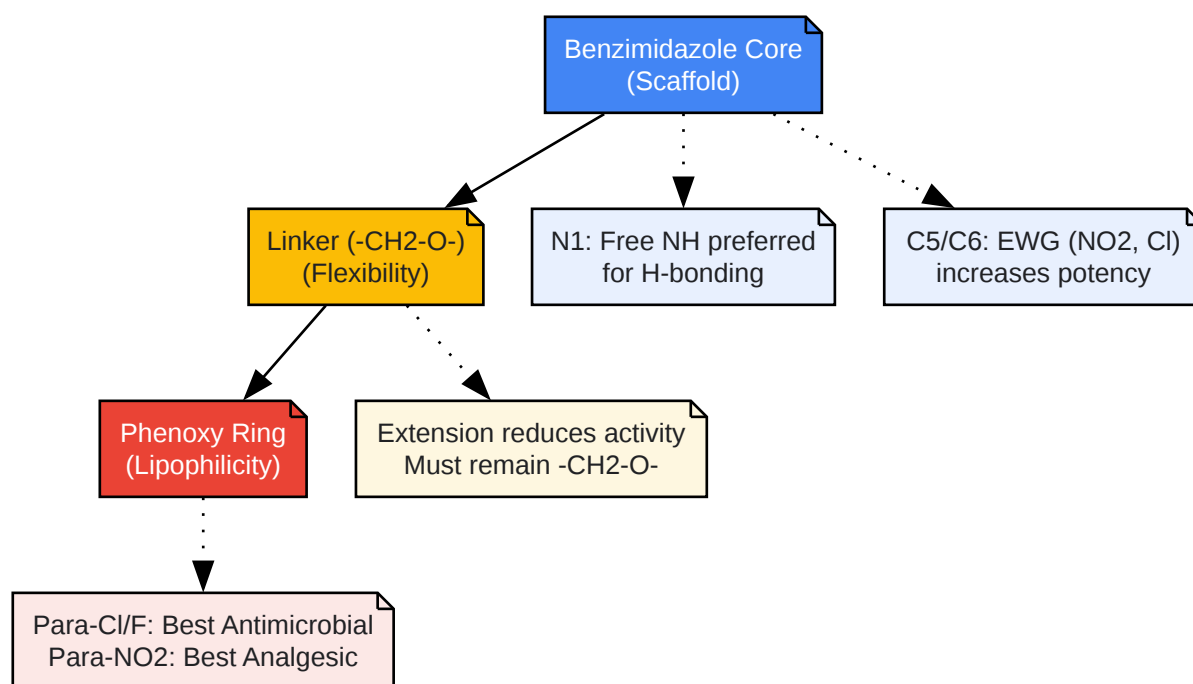 Benzimidazole Core
(Scaffold)
Linker (-CH2-O-)
(Flexibility)
N1: Free NH preferred
for H-bonding
C5/C6: EWG (NO2, Cl)
increases potency
Phenoxy Ring
(Lipophilicity)
Extension reduces activity
Must remain -CH2-O-
Para-Cl/F: Best Antimicrobial
Para-NO2: Best Analgesic